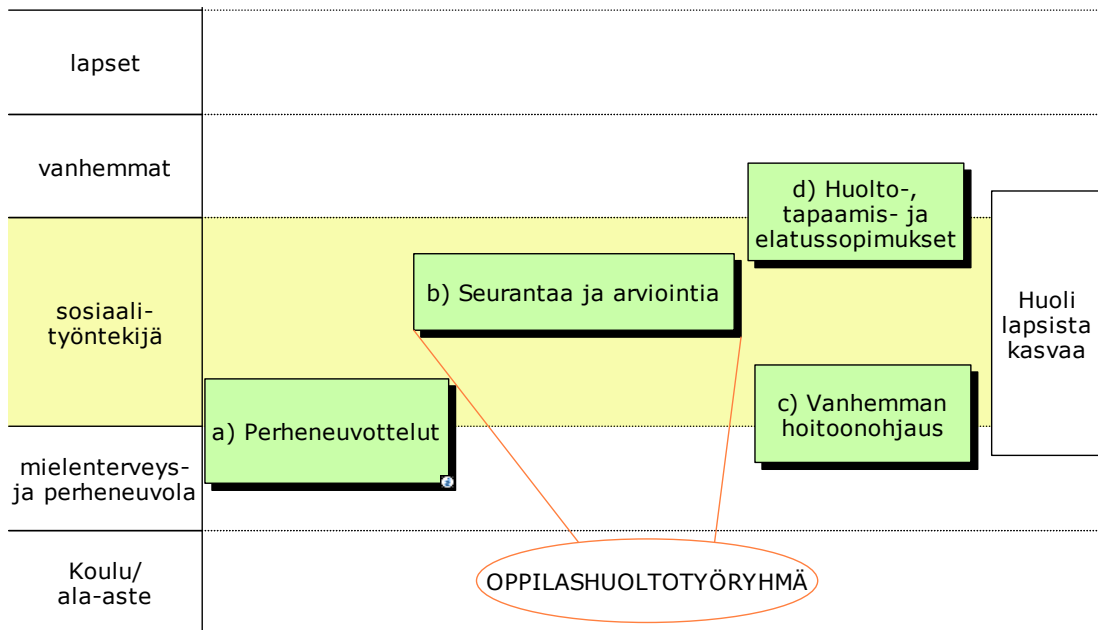 lapset
vanhemmat
sosiaali-
työntekijä
mielenterveys-
ja perheneuvola
Koulu/
ala-aste
a) Perheneuvottelut
b) Seurantaa ja arviointia
d) Huolto-,
tapaamis- ja
elatussopimukset
c) Vanhemman
hoitoonohjaus
Huoli
lapsista
kasvaa
OPPILASHUOLTOTYÖRYHMÄ